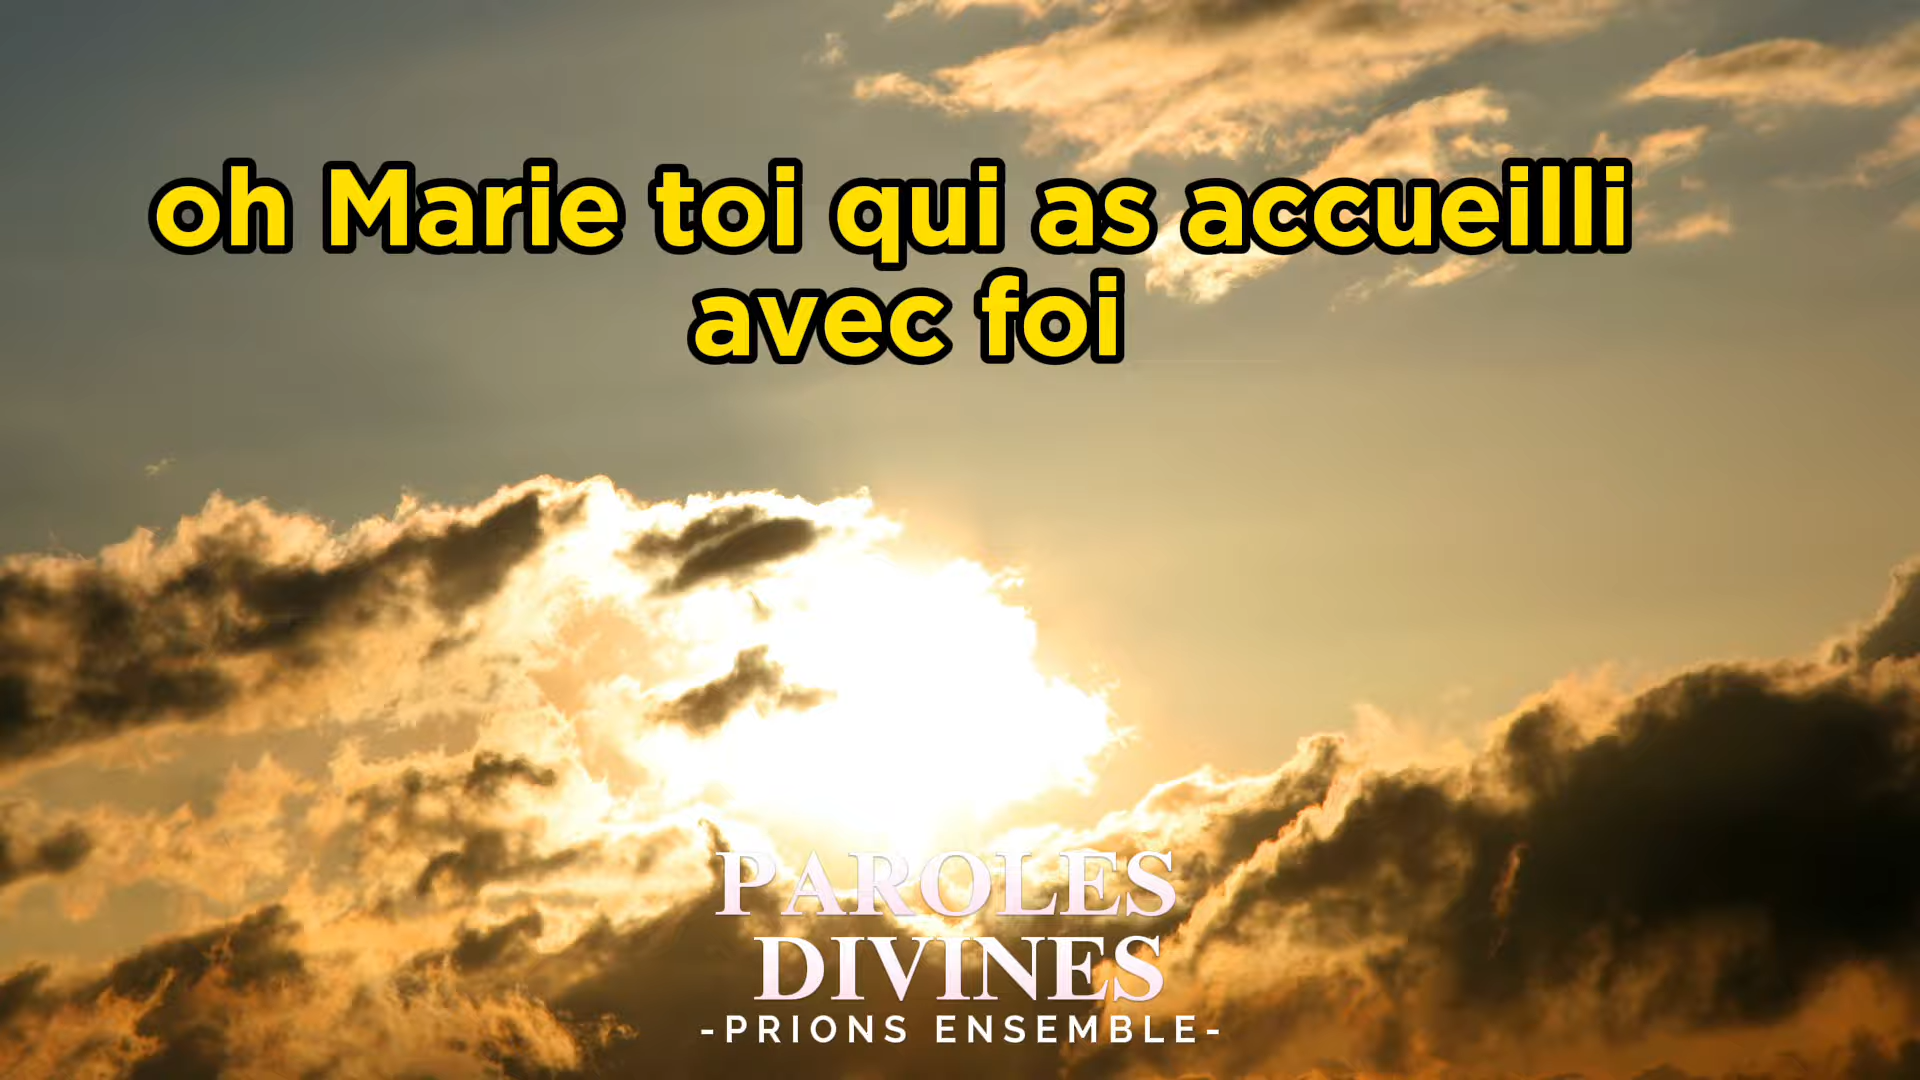 oh Marie toi qui as accueilli
avec foi
PAROLES
DIVINES
-PRIONS ENSEMBLE-